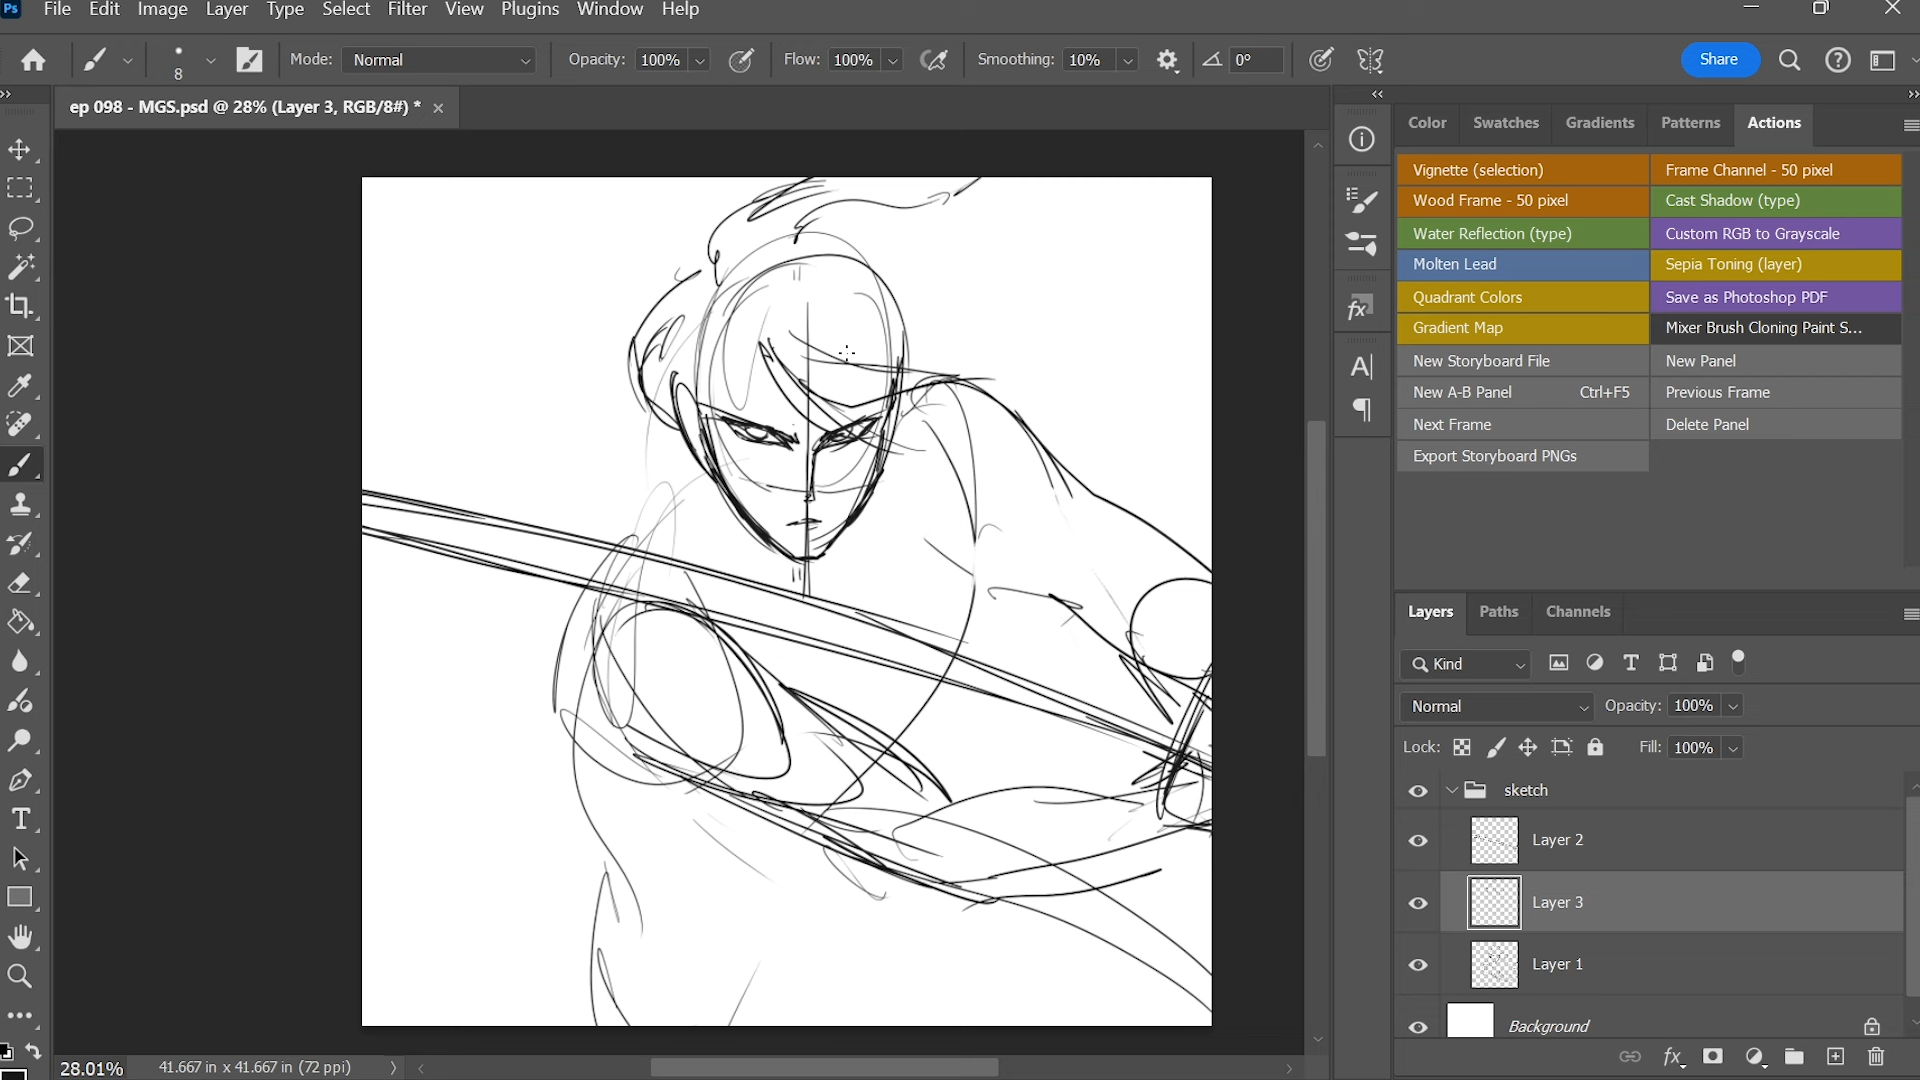 Ps File Edit Image Layer Type Select Filter View Plugins Window Help
8 Mode: Normal Opacity: 100% Flow: 100% Smoothing: 10% 0° Share
ep 098 - MGS.psd @ 28% (Layer 3, RGB/8#) *
Color Swatches Gradients Patterns Actions
Vignette (selection) Frame Channel - 50 pixel
Wood Frame - 50 pixel Cast Shadow (type)
Water Reflection (type) Custom RGB to Grayscale
Molten Lead Sepia Toning (layer)
Quadrant Colors Save as Photoshop PDF
Gradient Map Mixer Brush Cloning Paint S...
New Storyboard File New Panel
New A-B Panel Ctrl+F5 Previous Frame
Next Frame Delete Panel
Export Storyboard PNGs
Layers Paths Channels
Kind
Normal Opacity: 100%
Lock: Fill: 100%
sketch
Layer 2
Layer 3
Layer 1
Background
28.01% 41.667 in x 41.667 in (72 ppi)